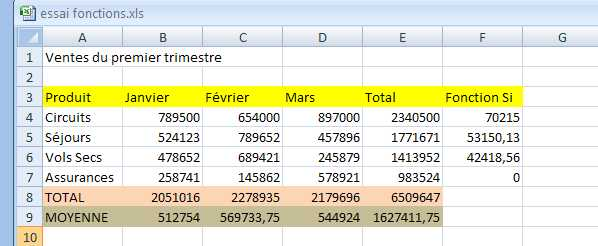 essai fonctions.xls
A B C D E F G
1 Ventes du premier trimestre
2
3 Produit Janvier Février Mars Total Fonction Si
4 Circuits 789500 654000 897000 2340500 70215
5 Séjours 524123 789652 457896 1771671 53150,13
6 Vols Secs 478652 689421 245879 1413952 42418,56
7 Assurances 258741 145862 578921 983524 0
8 TOTAL 2051016 2278935 2179696 6509647
9 MOYENNE 512754 569733,75 544924 1627411,75
10